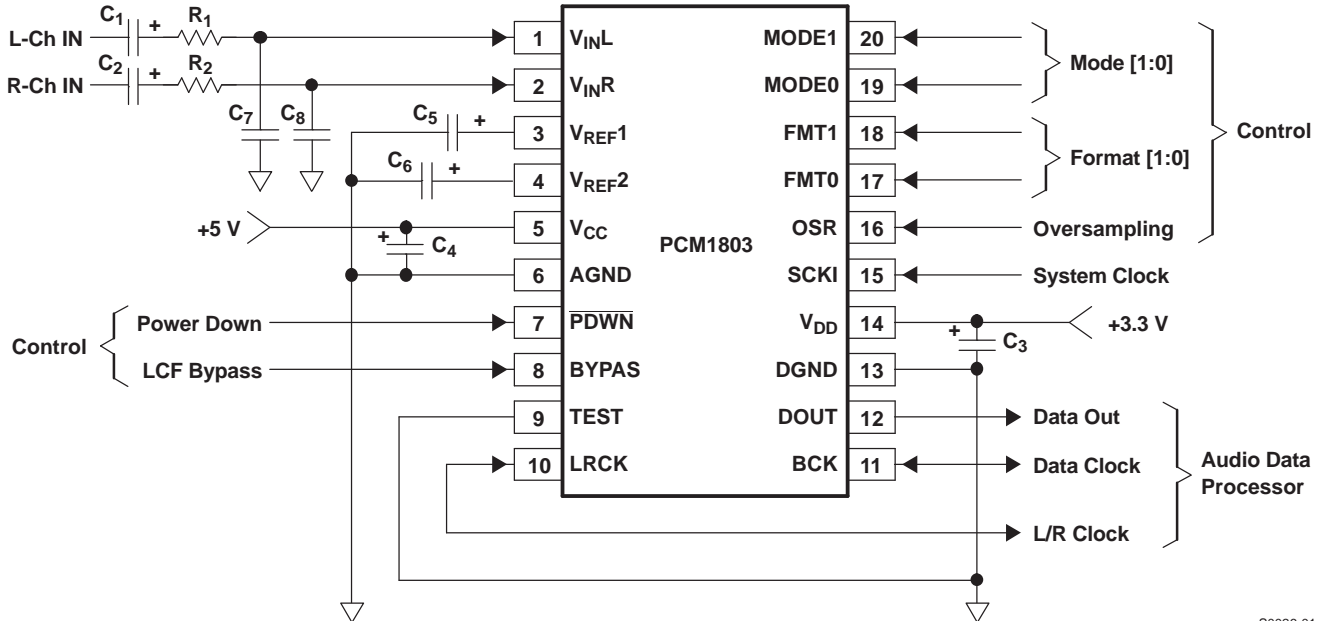 C1 + R1
L-Ch IN
C2 + R2
R-Ch IN
C7 C8
C5 +
C6 +
+5 V
+ C4
Control
Power Down
LCF Bypass
1 VINL
2 VINR
3 VREF1
4 VREF2
5 VCC
6 AGND
7 PDWN
8 BYPAS
9 TEST
10 LRCK
PCM1803
MODE1 20
MODE0 19
FMT1 18
FMT0 17
OSR 16
SCKI 15
VDD 14
DGND 13
DOUT 12
BCK 11
Mode [1:0]
Format [1:0]
Control
Oversampling
System Clock
+3.3 V
+ C3
Data Out
Data Clock
L/R Clock
Audio Data
Processor